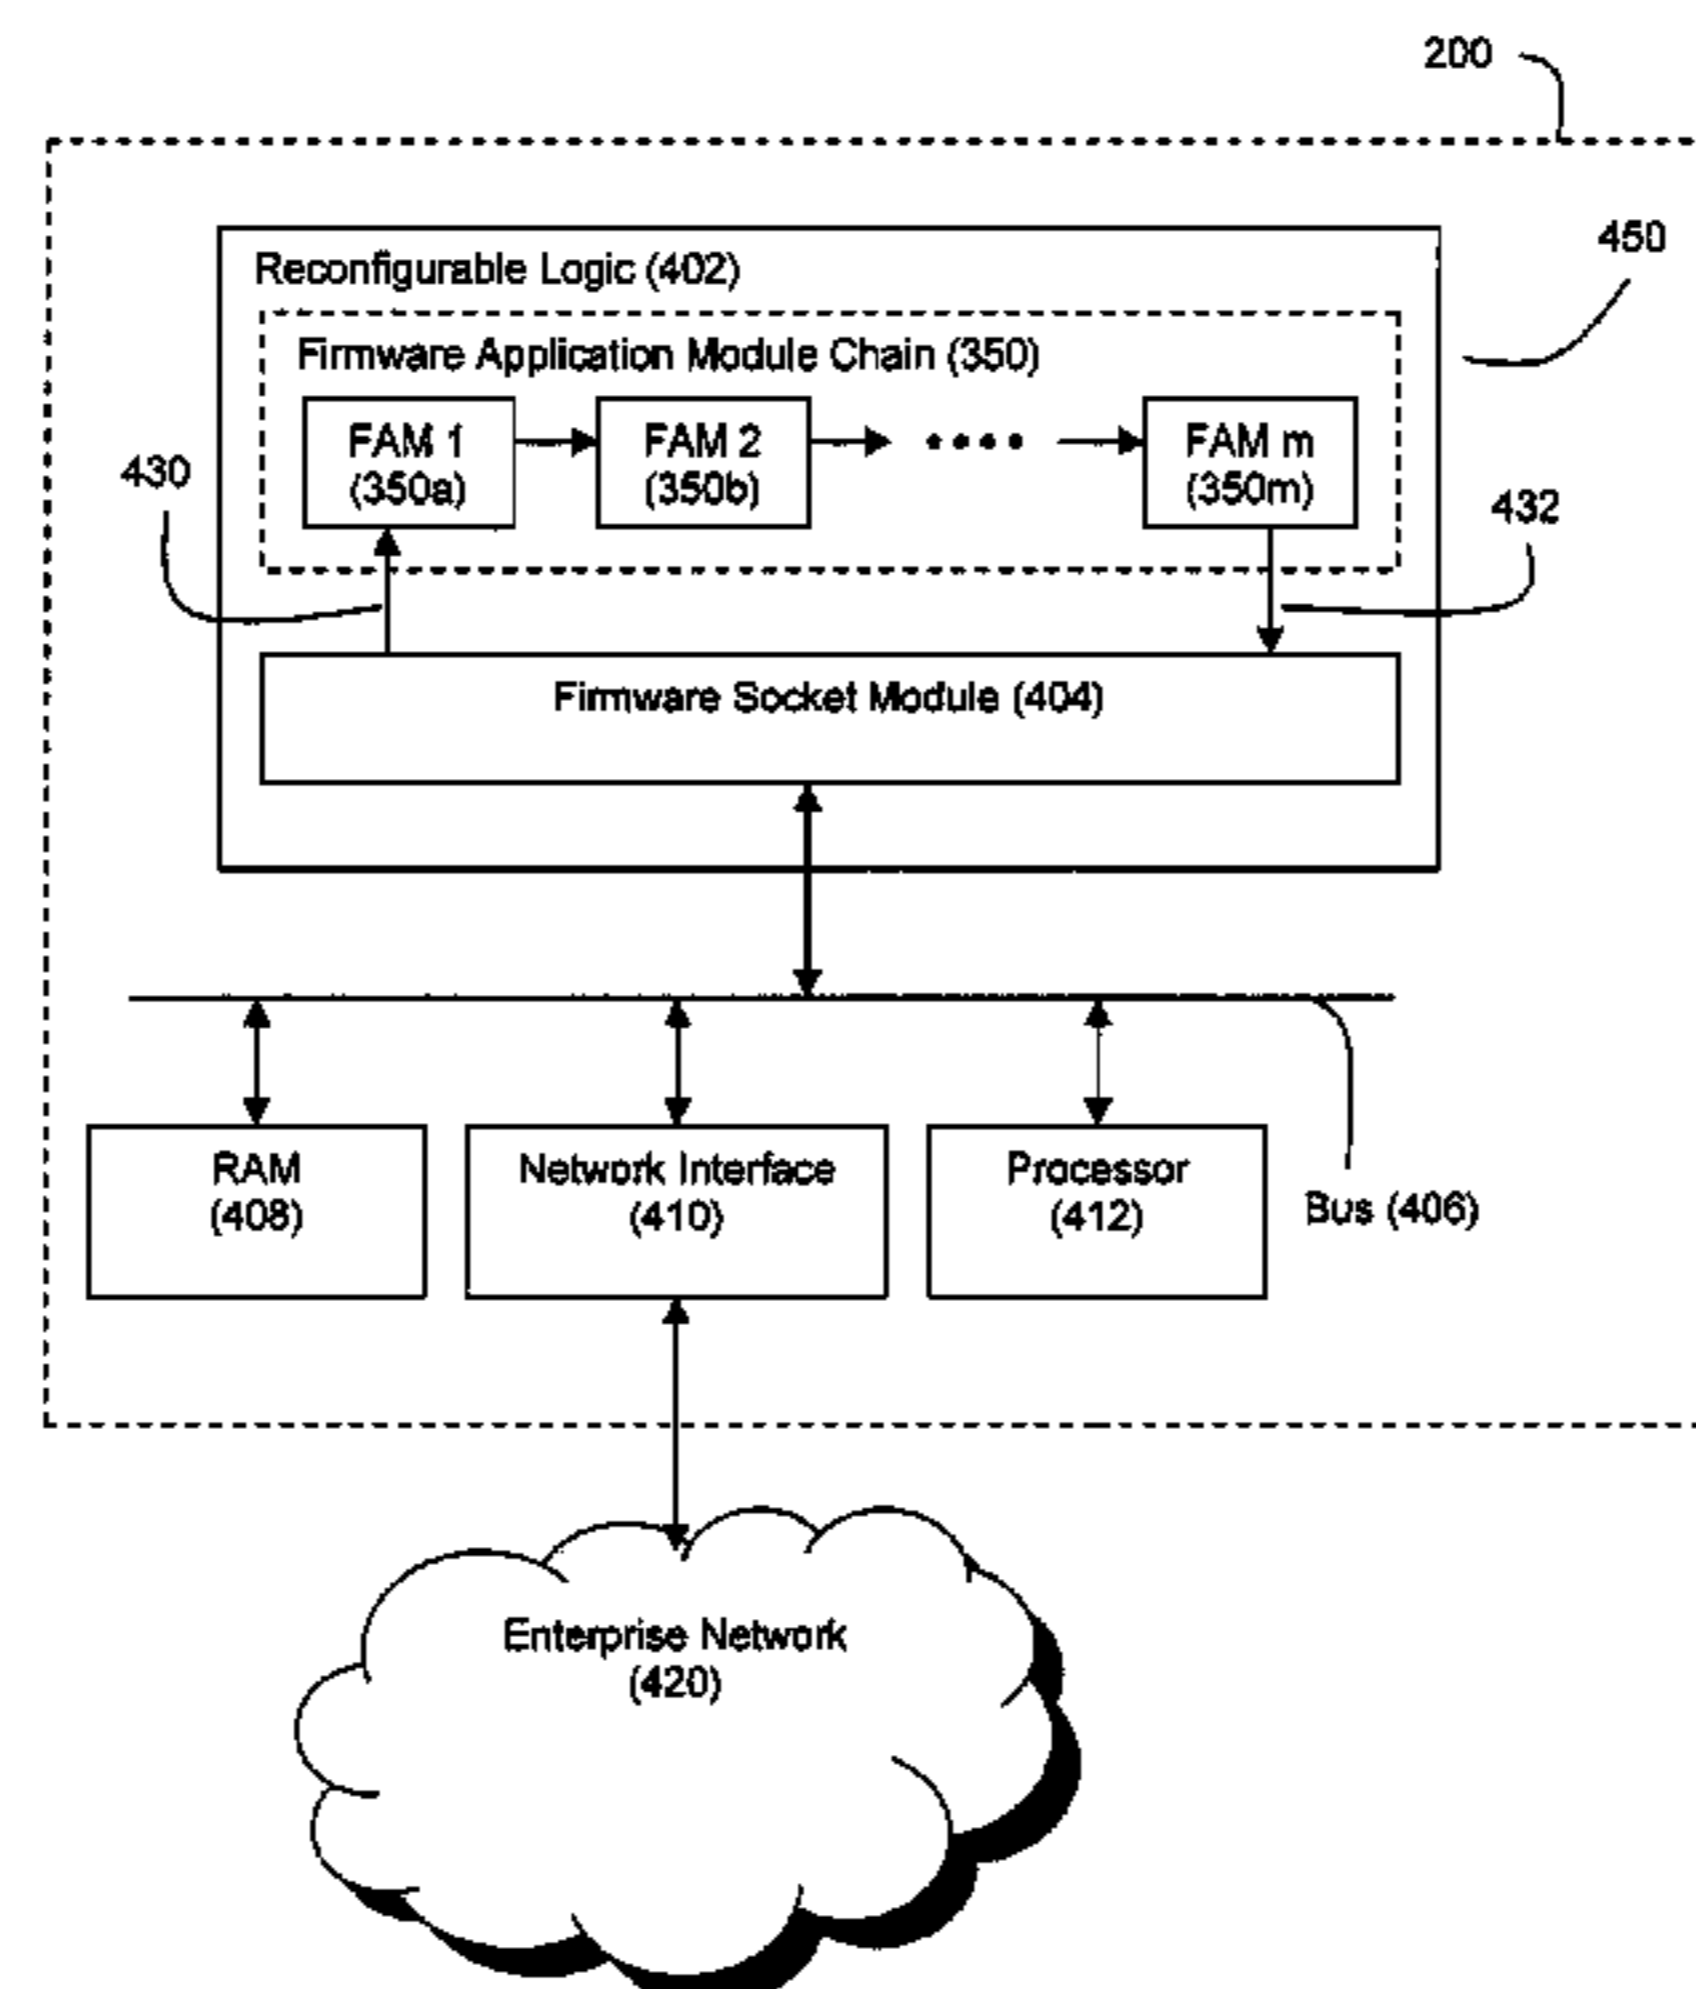 200
450
Reconfigurable Logic (402)
Firmware Application Module Chain (350)
FAM 1
(350a)
FAM 2
(350b)
FAM m
(350m)
430
432
Firmware Socket Module (404)
RAM
(408)
Network Interface
(410)
Processor
(412)
Bus (406)
Enterprise Network
(420)